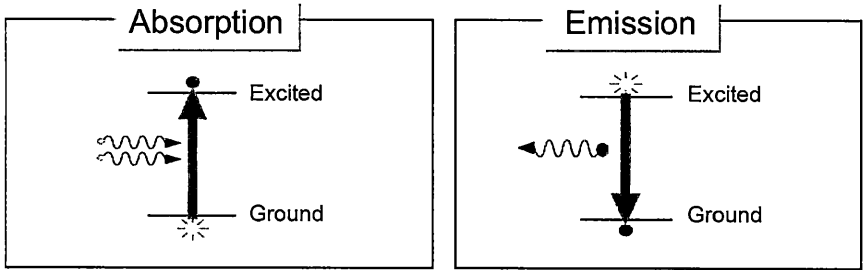 Absorption
Excited
Ground
Emission
Excited
Ground